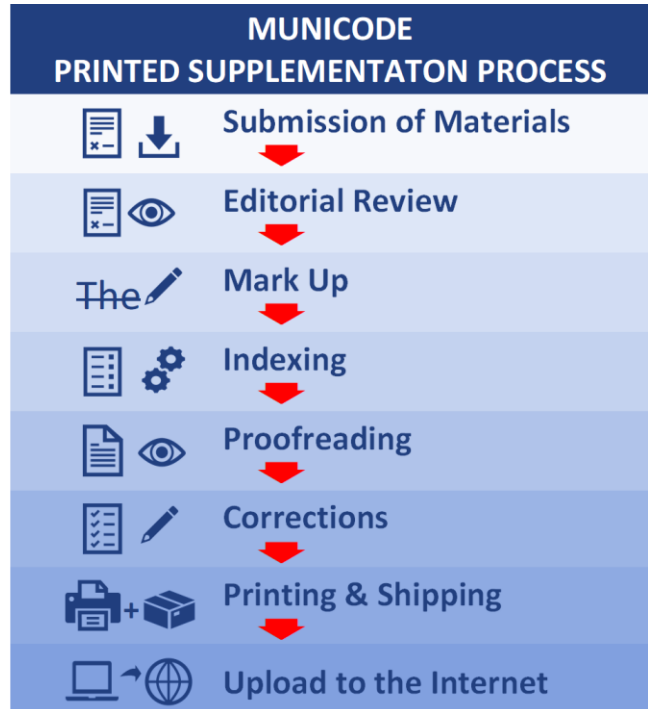 MUNICODE
PRINTED SUPPLEMENTATON PROCESS
Submission of Materials
Editorial Review
The Mark Up
Indexing
Proofreading
Corrections
Printing & Shipping
Upload to the Internet